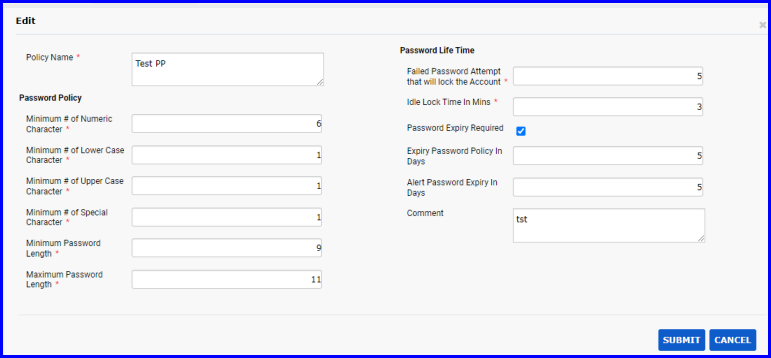 Edit
×
Policy Name *
Test PP
Password Policy
Minimum # of Numeric
Character *
6
Minimum # of Lower Case
Character *
1
Minimum # of Upper Case
Character *
1
Minimum # of Special
Character *
1
Minimum Password
Length *
9
Maximum Password
Length *
11
Password Life Time
Failed Password Attempt
that will lock the Account *
5
Idle Lock Time In Mins *
3
Password Expiry Required
Expiry Password Policy In
Days
5
Alert Password Expiry In
Days
5
Comment
tst
SUBMIT
CANCEL